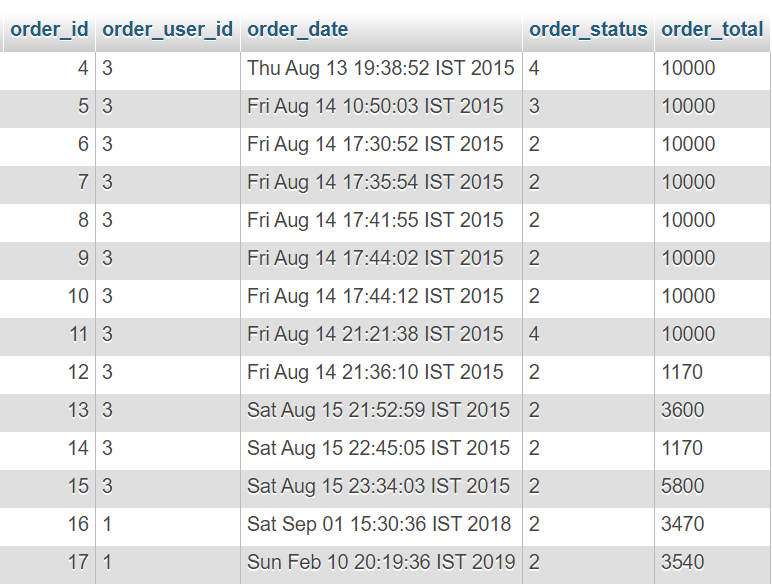 order_id order_user_id order_date order_status order_total
4 3 Thu Aug 13 19:38:52 IST 2015 4 10000
5 3 Fri Aug 14 10:50:03 IST 2015 3 10000
6 3 Fri Aug 14 17:30:52 IST 2015 2 10000
7 3 Fri Aug 14 17:35:54 IST 2015 2 10000
8 3 Fri Aug 14 17:41:55 IST 2015 2 10000
9 3 Fri Aug 14 17:44:02 IST 2015 2 10000
10 3 Fri Aug 14 17:44:12 IST 2015 2 10000
11 3 Fri Aug 14 21:21:38 IST 2015 4 10000
12 3 Fri Aug 14 21:36:10 IST 2015 2 1170
13 3 Sat Aug 15 21:52:59 IST 2015 2 3600
14 3 Sat Aug 15 22:45:05 IST 2015 2 1170
15 3 Sat Aug 15 23:34:03 IST 2015 2 5800
16 1 Sat Sep 01 15:30:36 IST 2018 2 3470
17 1 Sun Feb 10 20:19:36 IST 2019 2 3540